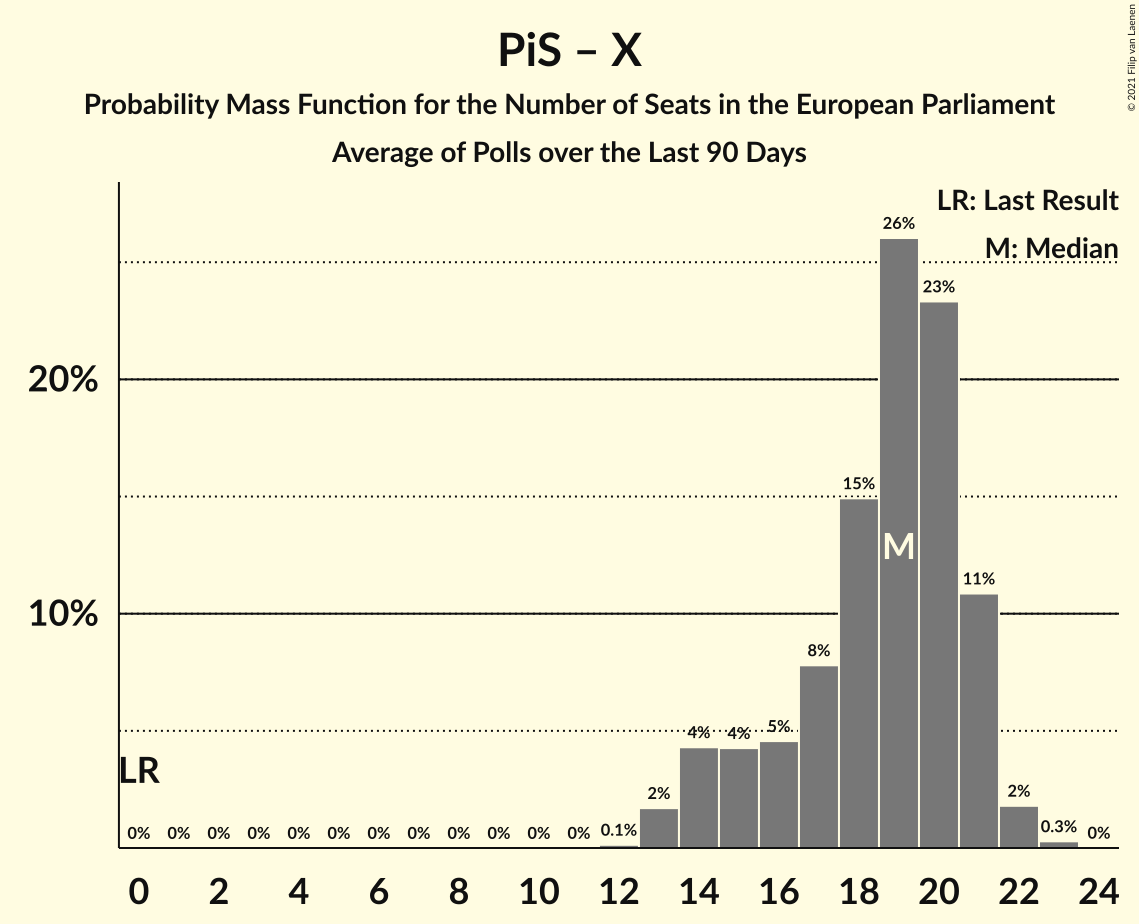 PiS – X
Probability Mass Function for the Number of Seats in the European Parliament
Average of Polls over the Last 90 Days
© 2021 Filip van Laenen
LR: Last Result
M: Median
20%
10%
LR
M
0% 0% 0% 0% 0% 0% 0% 0% 0% 0% 0% 0% 0.1% 2% 4% 4% 5% 8% 15% 26% 23% 11% 2% 0.3% 0%
0 2 4 6 8 10 12 14 16 18 20 22 24